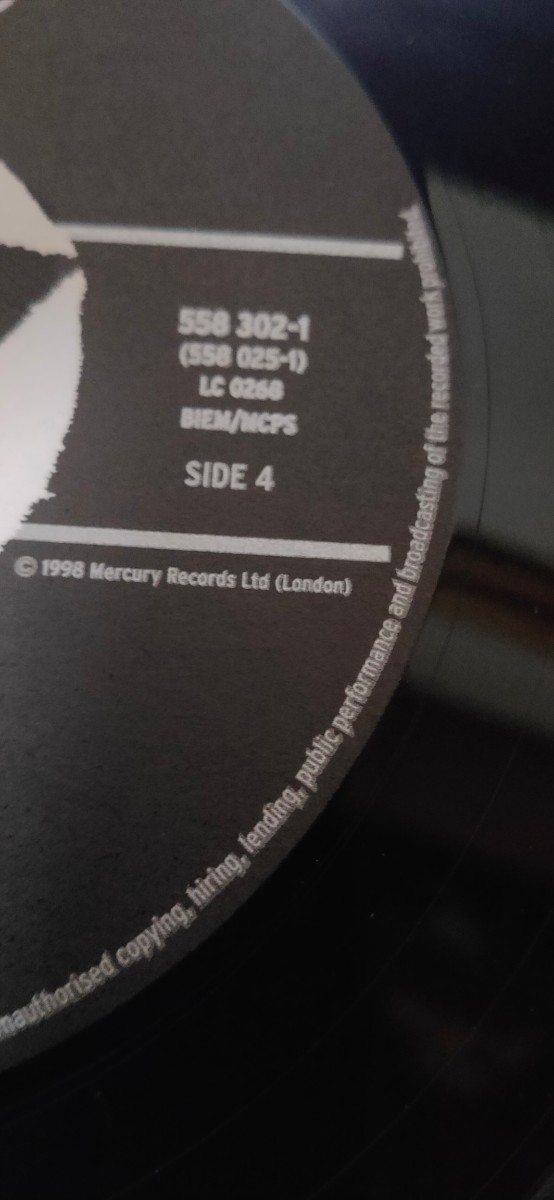 558 302-1
(558 025-1)
LC 0268
BIEM/MCPS
SIDE 4
© 1998 Mercury Records Ltd (London)
nauthorised copying, hiring, lending, public performance and broadcasting of the recorded work prohibited